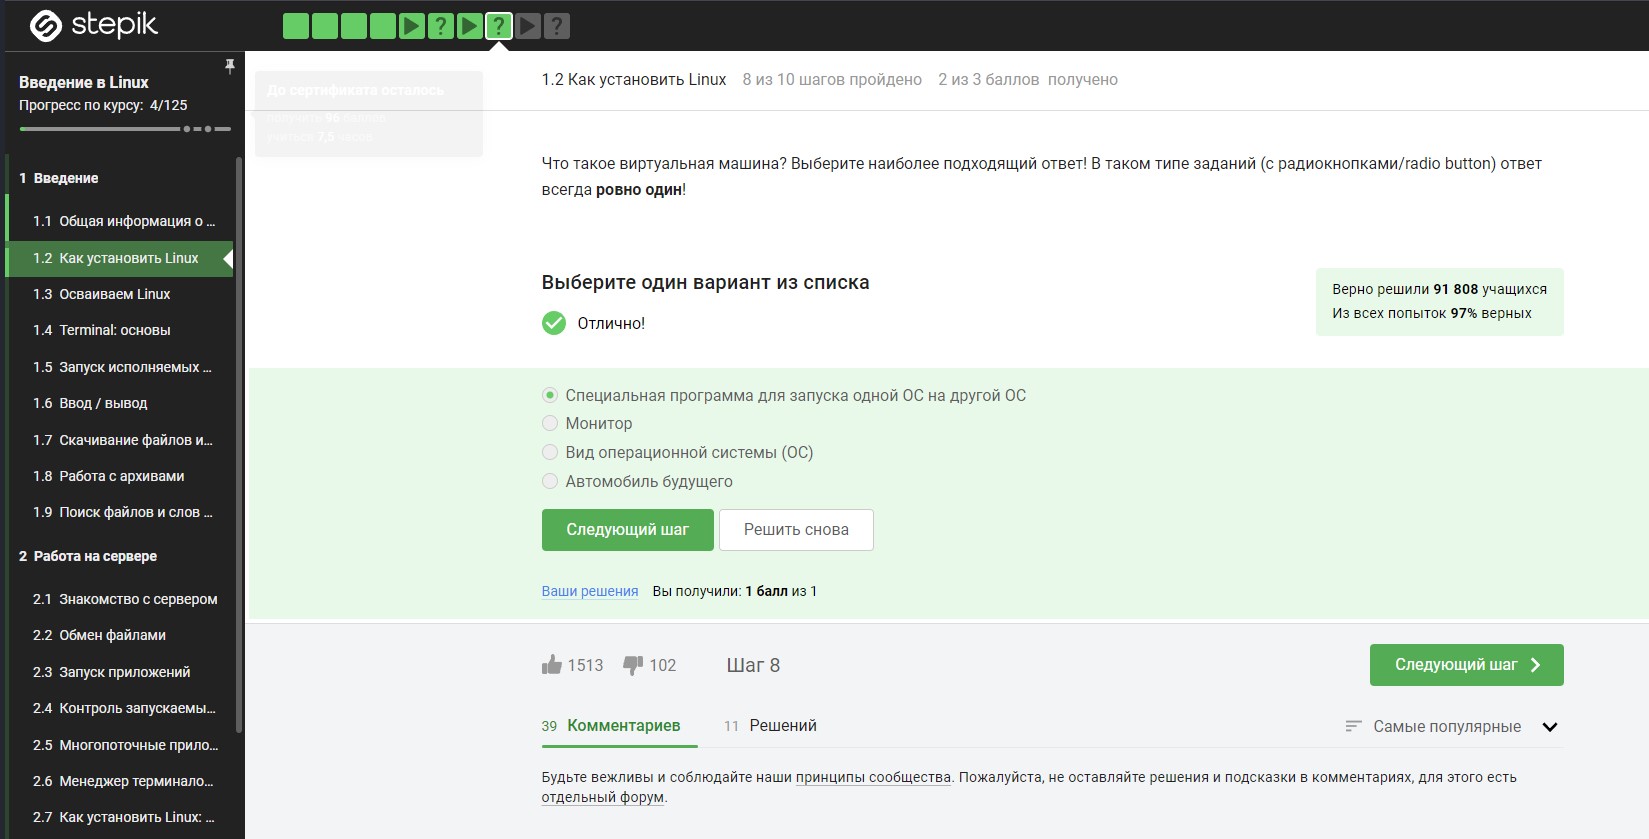 stepik
? ? ?
Введение в Linux
Прогресс по курсу: 4/125
1 Введение
1.1 Общая информация о ...
1.2 Как установить Linux
1.3 Осваиваем Linux
1.4 Terminal: основы
1.5 Запуск исполняемых ...
1.6 Ввод / вывод
1.7 Скачивание файлов и...
1.8 Работа с архивами
1.9 Поиск файлов и слов ...
2 Работа на сервере
2.1 Знакомство с сервером
2.2 Обмен файлами
2.3 Запуск приложений
2.4 Контроль запускаемы...
2.5 Многопоточные прило...
2.6 Менеджер терминало...
2.7 Как установить Linux: ...
До сертификата осталось
получить 96 баллов
учиться 7,5 часов
1.2 Как установить Linux 8 из 10 шагов пройдено 2 из 3 баллов получено
Что такое виртуальная машина? Выберите наиболее подходящий ответ! В таком типе заданий (с радиокнопками/radio button) ответ
всегда ровно один!
Выберите один вариант из списка
Отлично!
Верно решили 91 808 учащихся
Из всех попыток 97% верных
Специальная программа для запуска одной ОС на другой ОС
Монитор
Вид операционной системы (ОС)
Автомобиль будущего
Следующий шаг Решить снова
Ваши решения Вы получили: 1 балл из 1
1513 102 Шаг 8 Следующий шаг
39 Комментариев 11 Решений Самые популярные
Будьте вежливы и соблюдайте наши принципы сообщества. Пожалуйста, не оставляйте решения и подсказки в комментариях, для этого есть
отдельный форум.